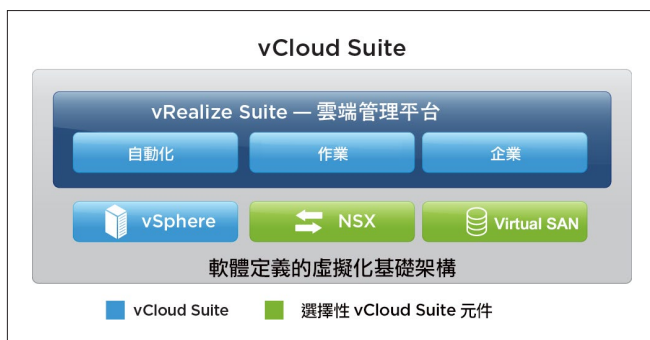 vCloud Suite
vRealize Suite — 雲端管理平台
自動化 作業 企業
vSphere NSX Virtual SAN
軟體定義的虛擬化基礎架構
vCloud Suite 選擇性 vCloud Suite 元件